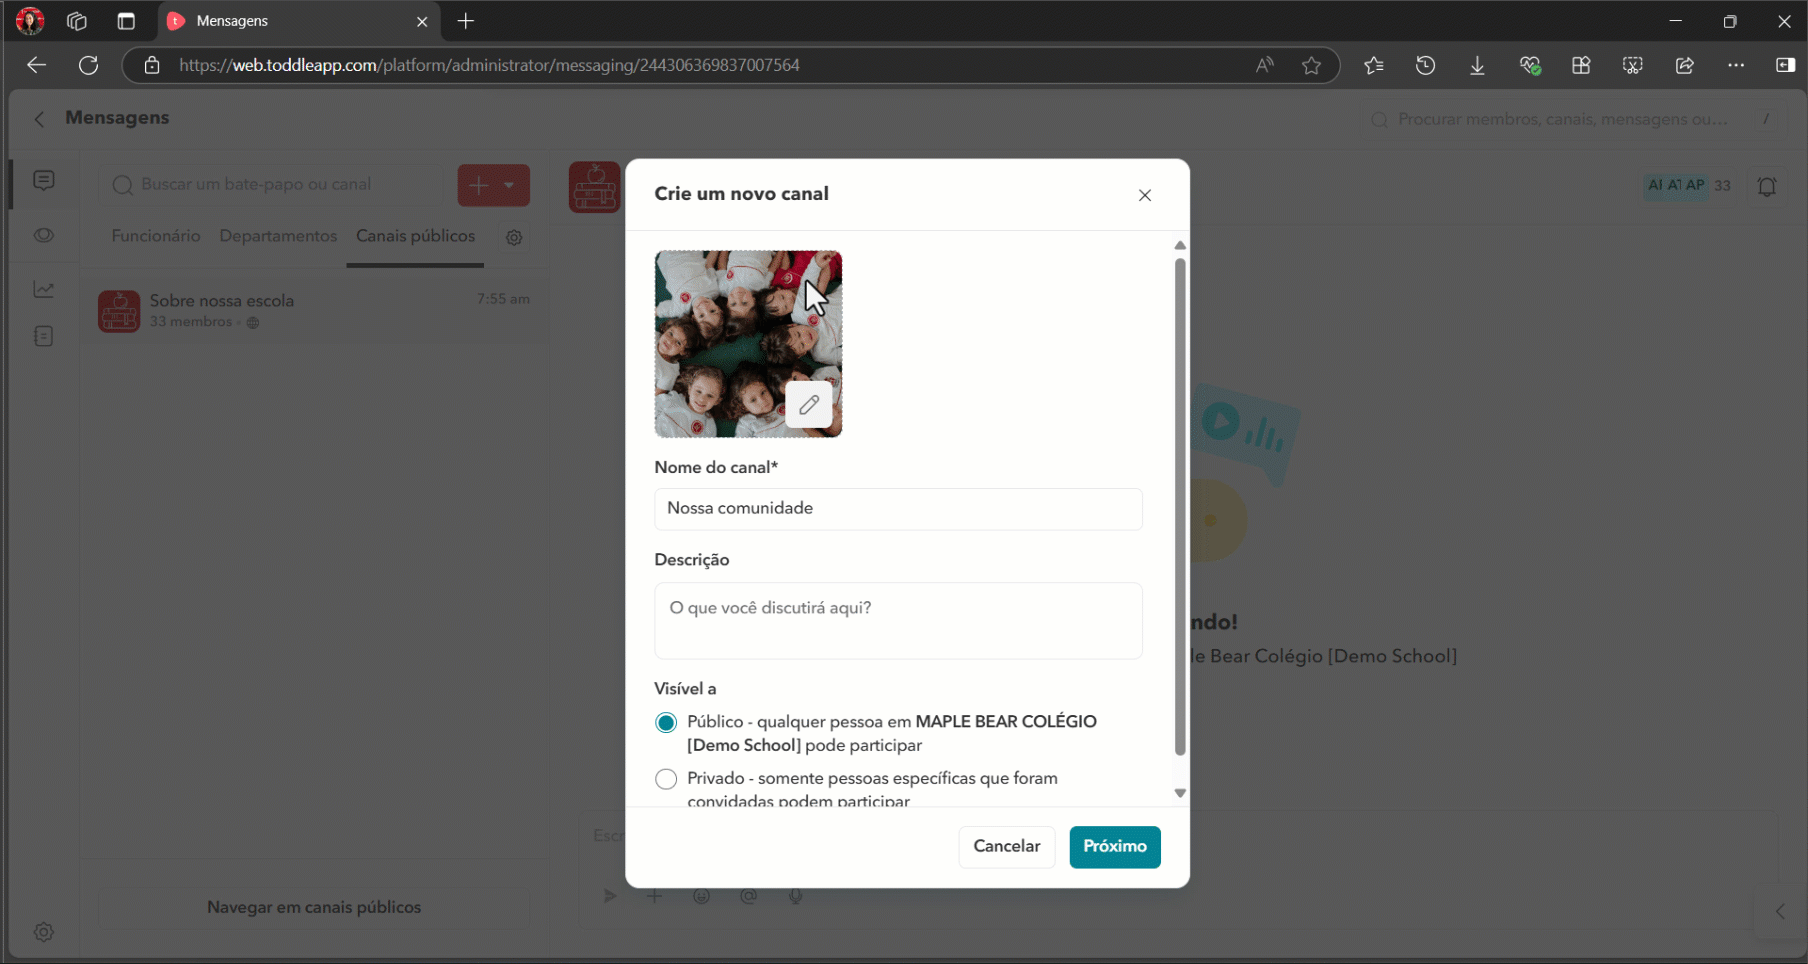 Mensagens
https://web.toddleapp.com/platform/administrator/messaging/244306369837007564
Mensagens
Procurar membros, canais, mensagens ou... /
Buscar um bate-papo ou canal
AI AT AP 33
Funcionário Departamentos Canais públicos
Sobre nossa escola 7:55 am
33 membros
Crie um novo canal
Nome do canal*
Nossa comunidade
Descrição
O que você discutirá aqui?
ndo!
le Bear Colégio [Demo School]
Visível a
Público - qualquer pessoa em MAPLE BEAR COLÉGIO
[Demo School] pode participar
Privado - somente pessoas específicas que foram
convidadas podem participar
Escr
Cancelar Próximo
Navegar em canais públicos